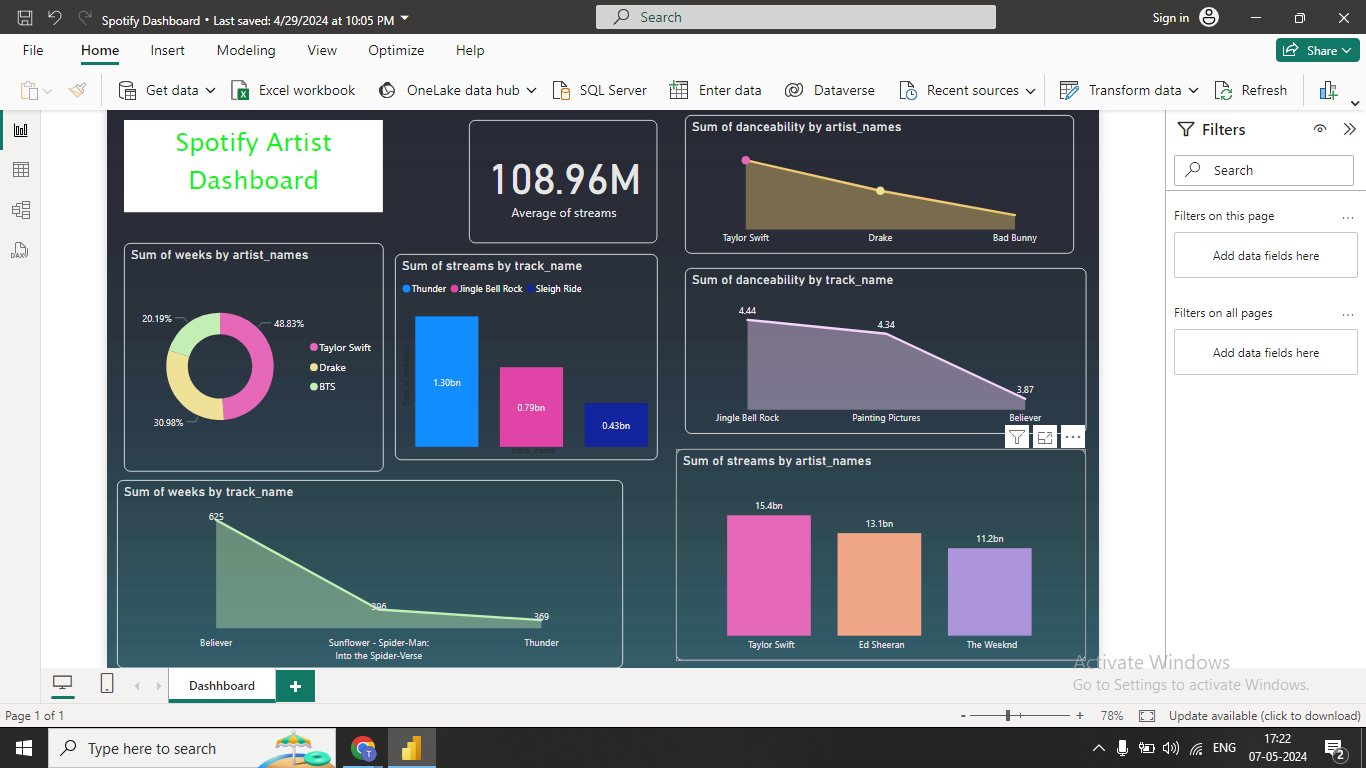 Spotify Dashboard • Last saved: 4/29/2024 at 10:05 PM
Search
Sign in
File Home Insert Modeling View Optimize Help
Share
Get data
Excel workbook
OneLake data hub
SQL Server
Enter data
Dataverse
Recent sources
Transform data
Refresh
DAX
Spotify Artist
Dashboard
108.96M
Average of streams
Sum of danceability by artist_names
Taylor Swift Drake Bad Bunny
Sum of weeks by artist_names
20.19%
48.83%
30.98%
Taylor Swift
Drake
BTS
Sum of streams by track_name
Thunder Jingle Bell Rock Sleigh Ride
1.30bn
0.79bn
0.43bn
track_name
Sum of danceability by track_name
4.44
4.34
3.87
Jingle Bell Rock Painting Pictures Believer
Sum of weeks by track_name
625
396
369
Believer
Sunflower - Spider-Man:
Into the Spider-Verse
Thunder
Sum of streams by artist_names
15.4bn
13.1bn
11.2bn
Taylor Swift Ed Sheeran The Weeknd
Filters
Search
Filters on this page
Add data fields here
Filters on all pages
Add data fields here
Activate Windows
Go to Settings to activate Windows.
Dashhboard
Page 1 of 1
78%
Update available (click to download)
Type here to search
T
ENG
17:22
07-05-2024
2